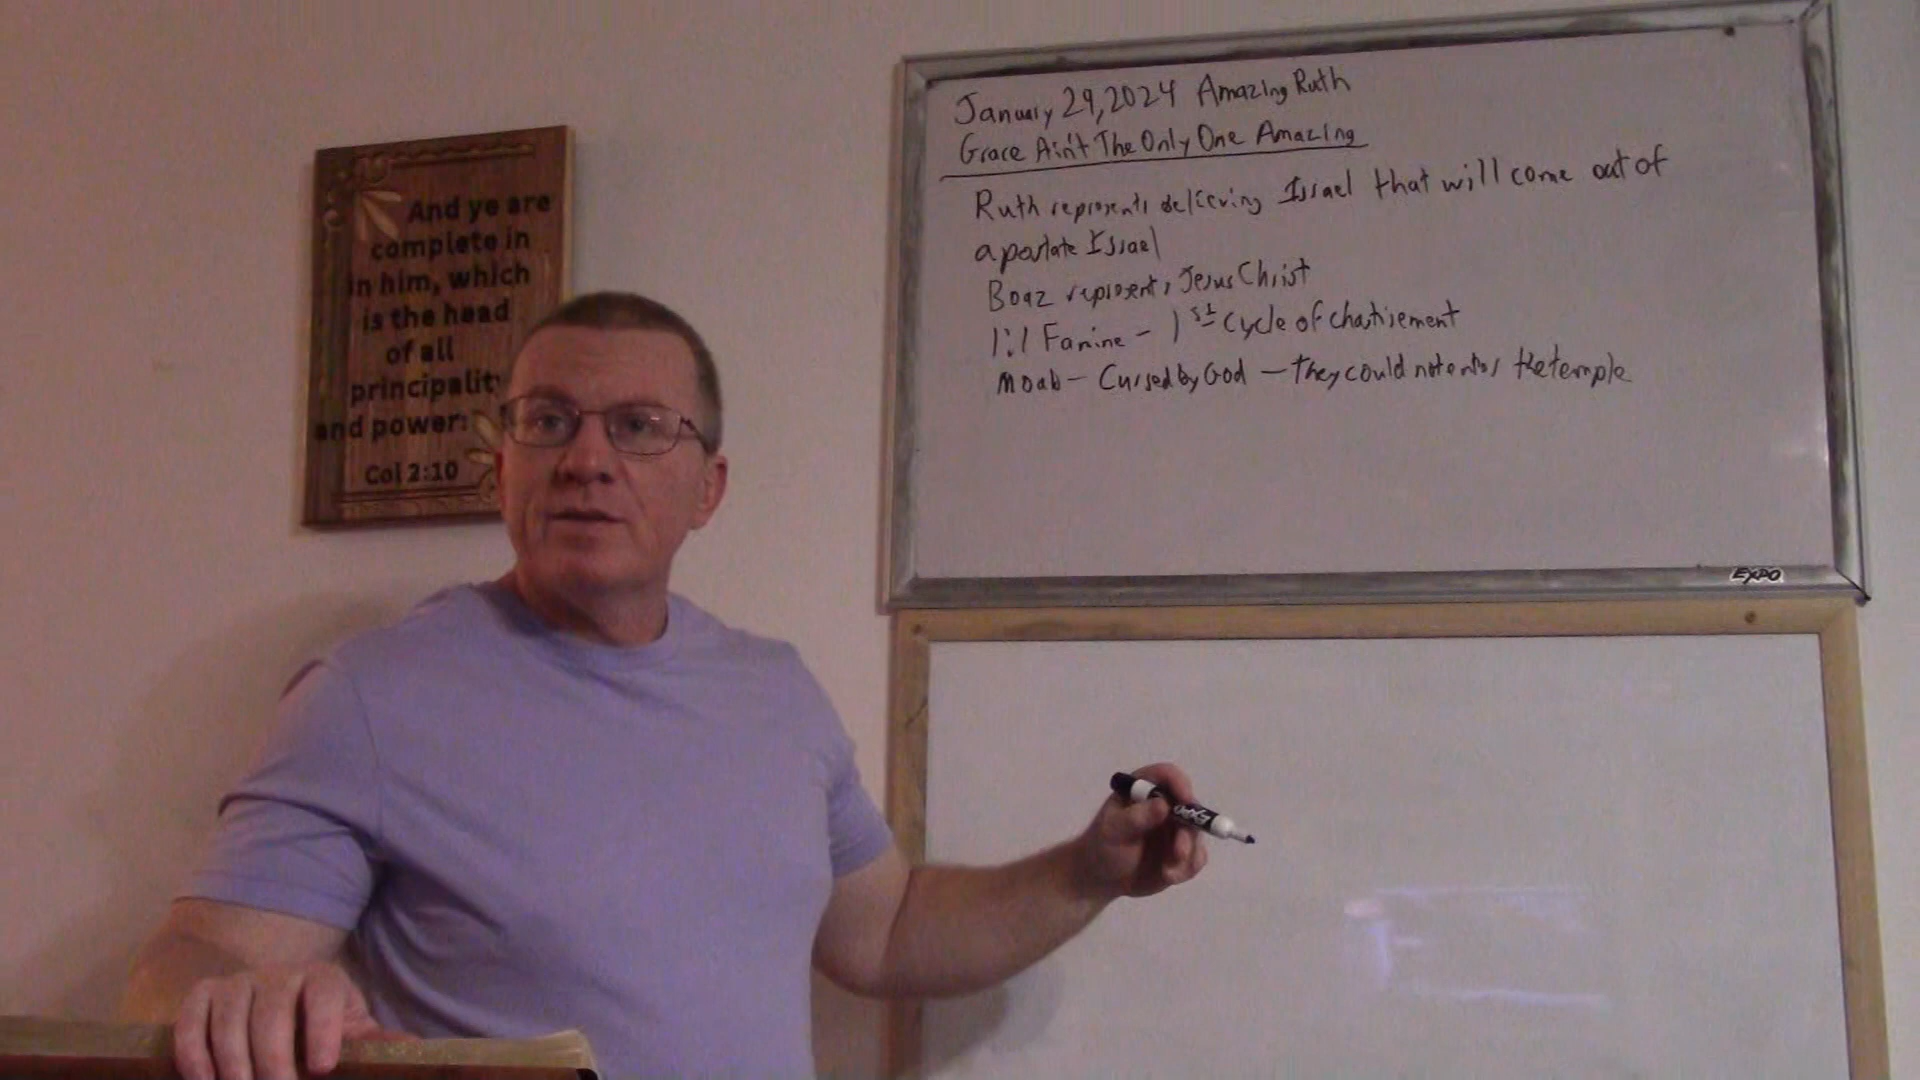 And ye are
complete in
in him, which
is the head
of all
principality
and power:
Col 2:10
January 29, 2024 Amazing Ruth
Grace Ain't The Only One Amazing
Ruth represents believing Israel that will come out of
apostate Israel
Boaz represents Jesus Christ
1:1 Famine - 1st Cycle of chastisement
Moab - Cursed by God - they could not enter the temple
EXPO
EXPO